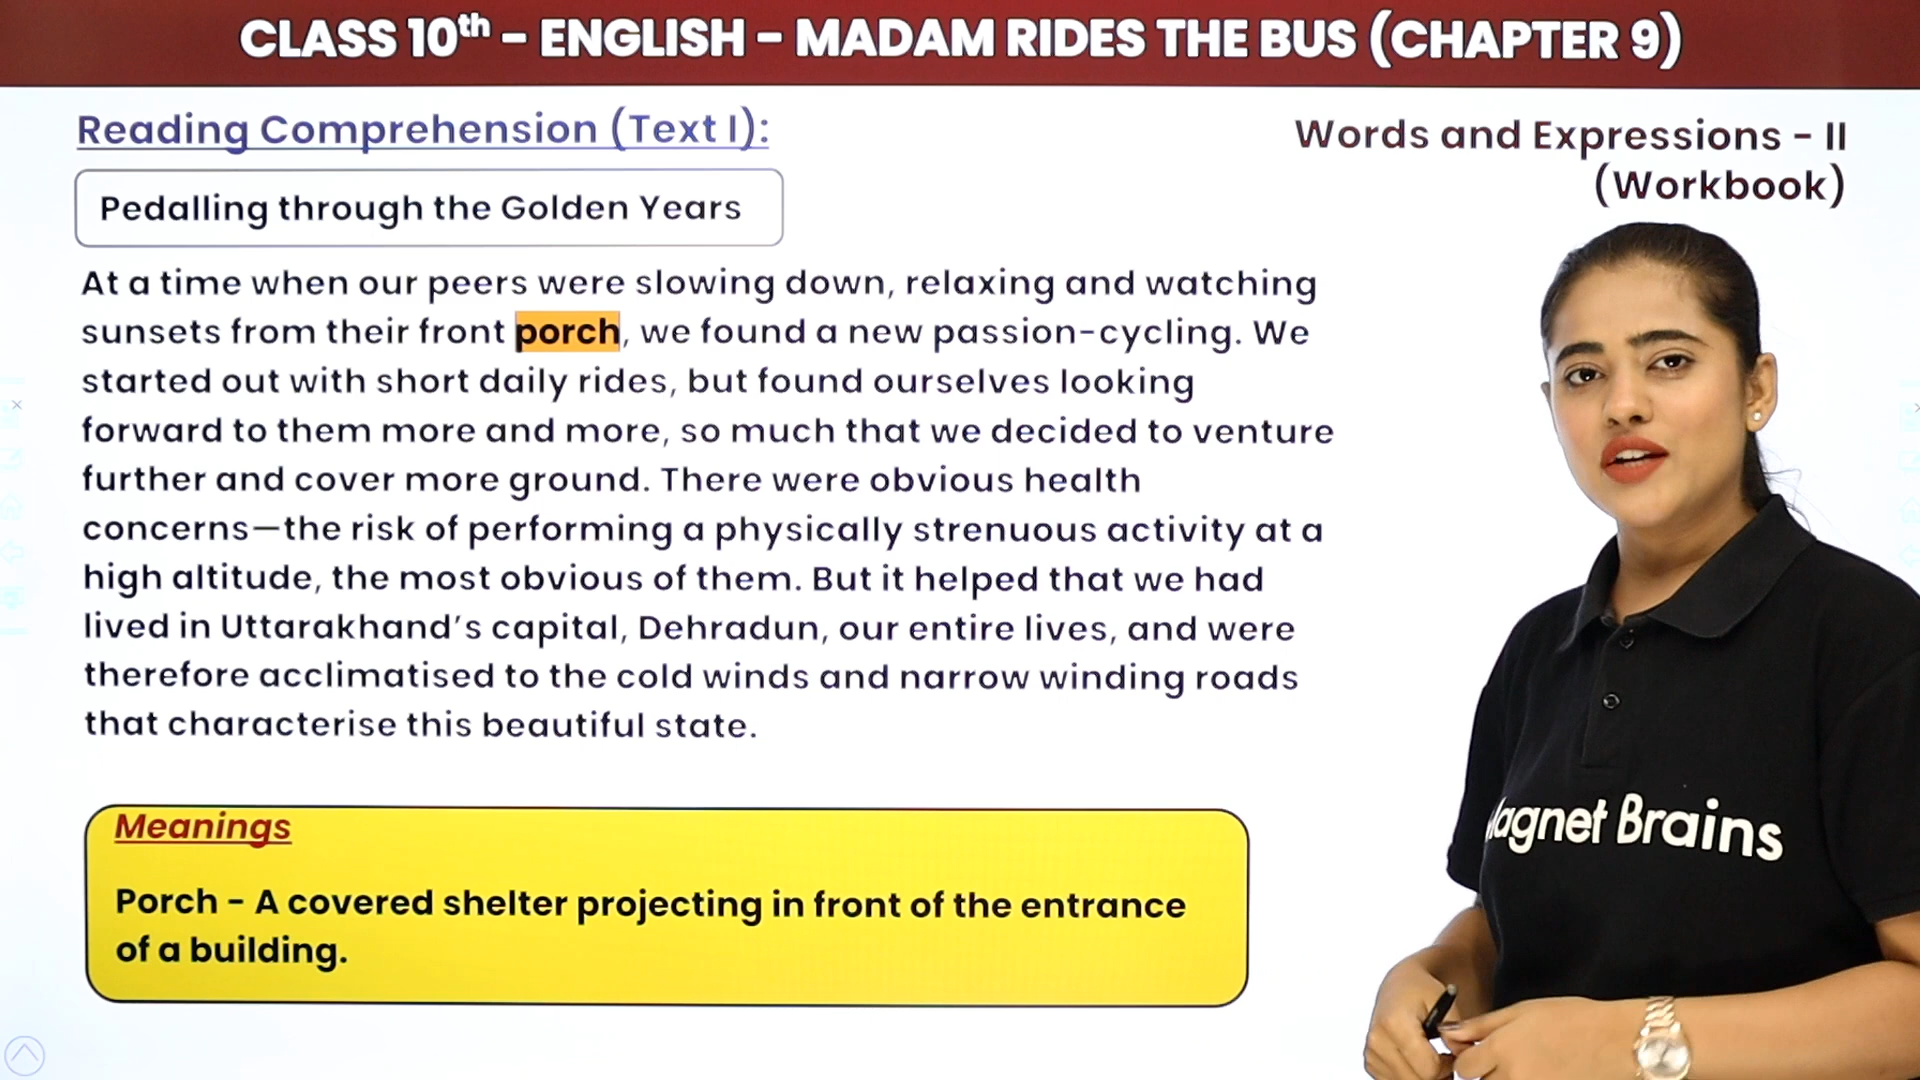 CLASS 10th - ENGLISH - MADAM RIDES THE BUS (CHAPTER 9)
Reading Comprehension (Text I):
Words and Expressions - II
(Workbook)
Pedalling through the Golden Years
At a time when our peers were slowing down, relaxing and watching
sunsets from their front porch, we found a new passion-cycling. We
started out with short daily rides, but found ourselves looking
forward to them more and more, so much that we decided to venture
further and cover more ground. There were obvious health
concerns—the risk of performing a physically strenuous activity at a
high altitude, the most obvious of them. But it helped that we had
lived in Uttarakhand's capital, Dehradun, our entire lives, and were
therefore acclimatised to the cold winds and narrow winding roads
that characterise this beautiful state.
Meanings
Porch - A covered shelter projecting in front of the entrance
of a building.
Magnet Brains